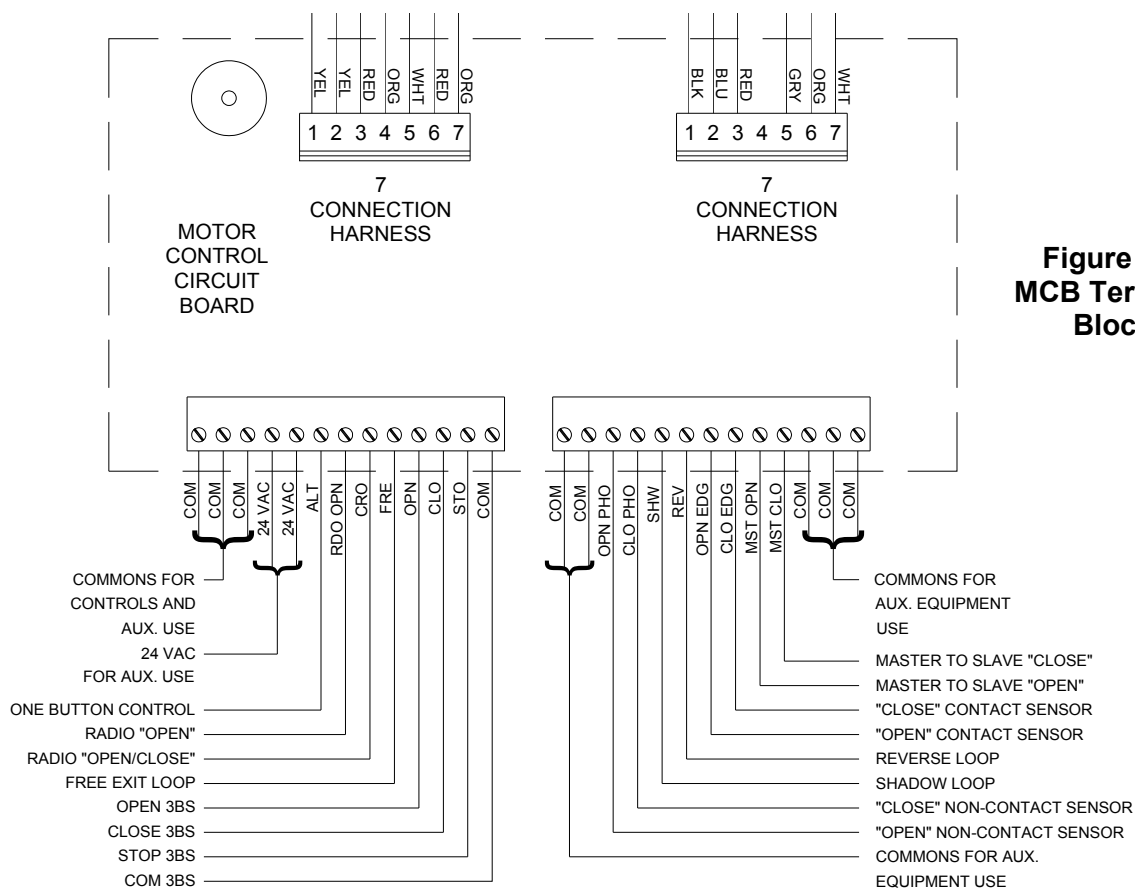 YEL YEL RED ORG WHT RED ORG
BLK BLU RED GRY ORG WHT
1 2 3 4 5 6 7
1 2 3 4 5 6 7
7
CONNECTION
HARNESS
7
CONNECTION
HARNESS
MOTOR
CONTROL
CIRCUIT
BOARD
Figure
MCB Ter
Bloc
COM COM COM 24 VAC 24 VAC ALT RDO OPN CRO FRE OPN CLO STO COM
COM COM OPN PHO CLO PHO SHW REV OPN EDG CLO EDG MST OPN MST CLO COM COM COM
COMMONS FOR
CONTROLS AND
AUX. USE
24 VAC
FOR AUX. USE
ONE BUTTON CONTROL
RADIO "OPEN"
RADIO "OPEN/CLOSE"
FREE EXIT LOOP
OPEN 3BS
CLOSE 3BS
STOP 3BS
COM 3BS
COMMONS FOR
AUX. EQUIPMENT
USE
MASTER TO SLAVE "CLOSE"
MASTER TO SLAVE "OPEN"
"CLOSE" CONTACT SENSOR
"OPEN" CONTACT SENSOR
REVERSE LOOP
SHADOW LOOP
"CLOSE" NON-CONTACT SENSOR
"OPEN" NON-CONTACT SENSOR
COMMONS FOR AUX.
EQUIPMENT USE